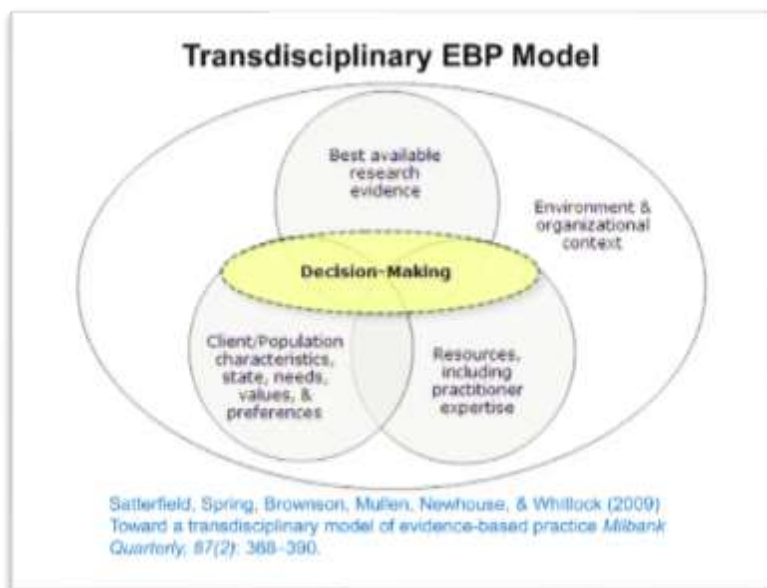 Transdisciplinary EBP Model
Best available
research
evidence
Environment &
organizational
context
Decision-Making
Client/Population
characteristics,
state, needs,
values, &
preferences
Resources,
including
practitioner
expertise
Satterfield, Spring, Brownson, Mullen, Newhouse, & Whitlock (2009)
Toward a transdisciplinary model of evidence-based practice Milbank
Quarterly, 87(2): 368–390.